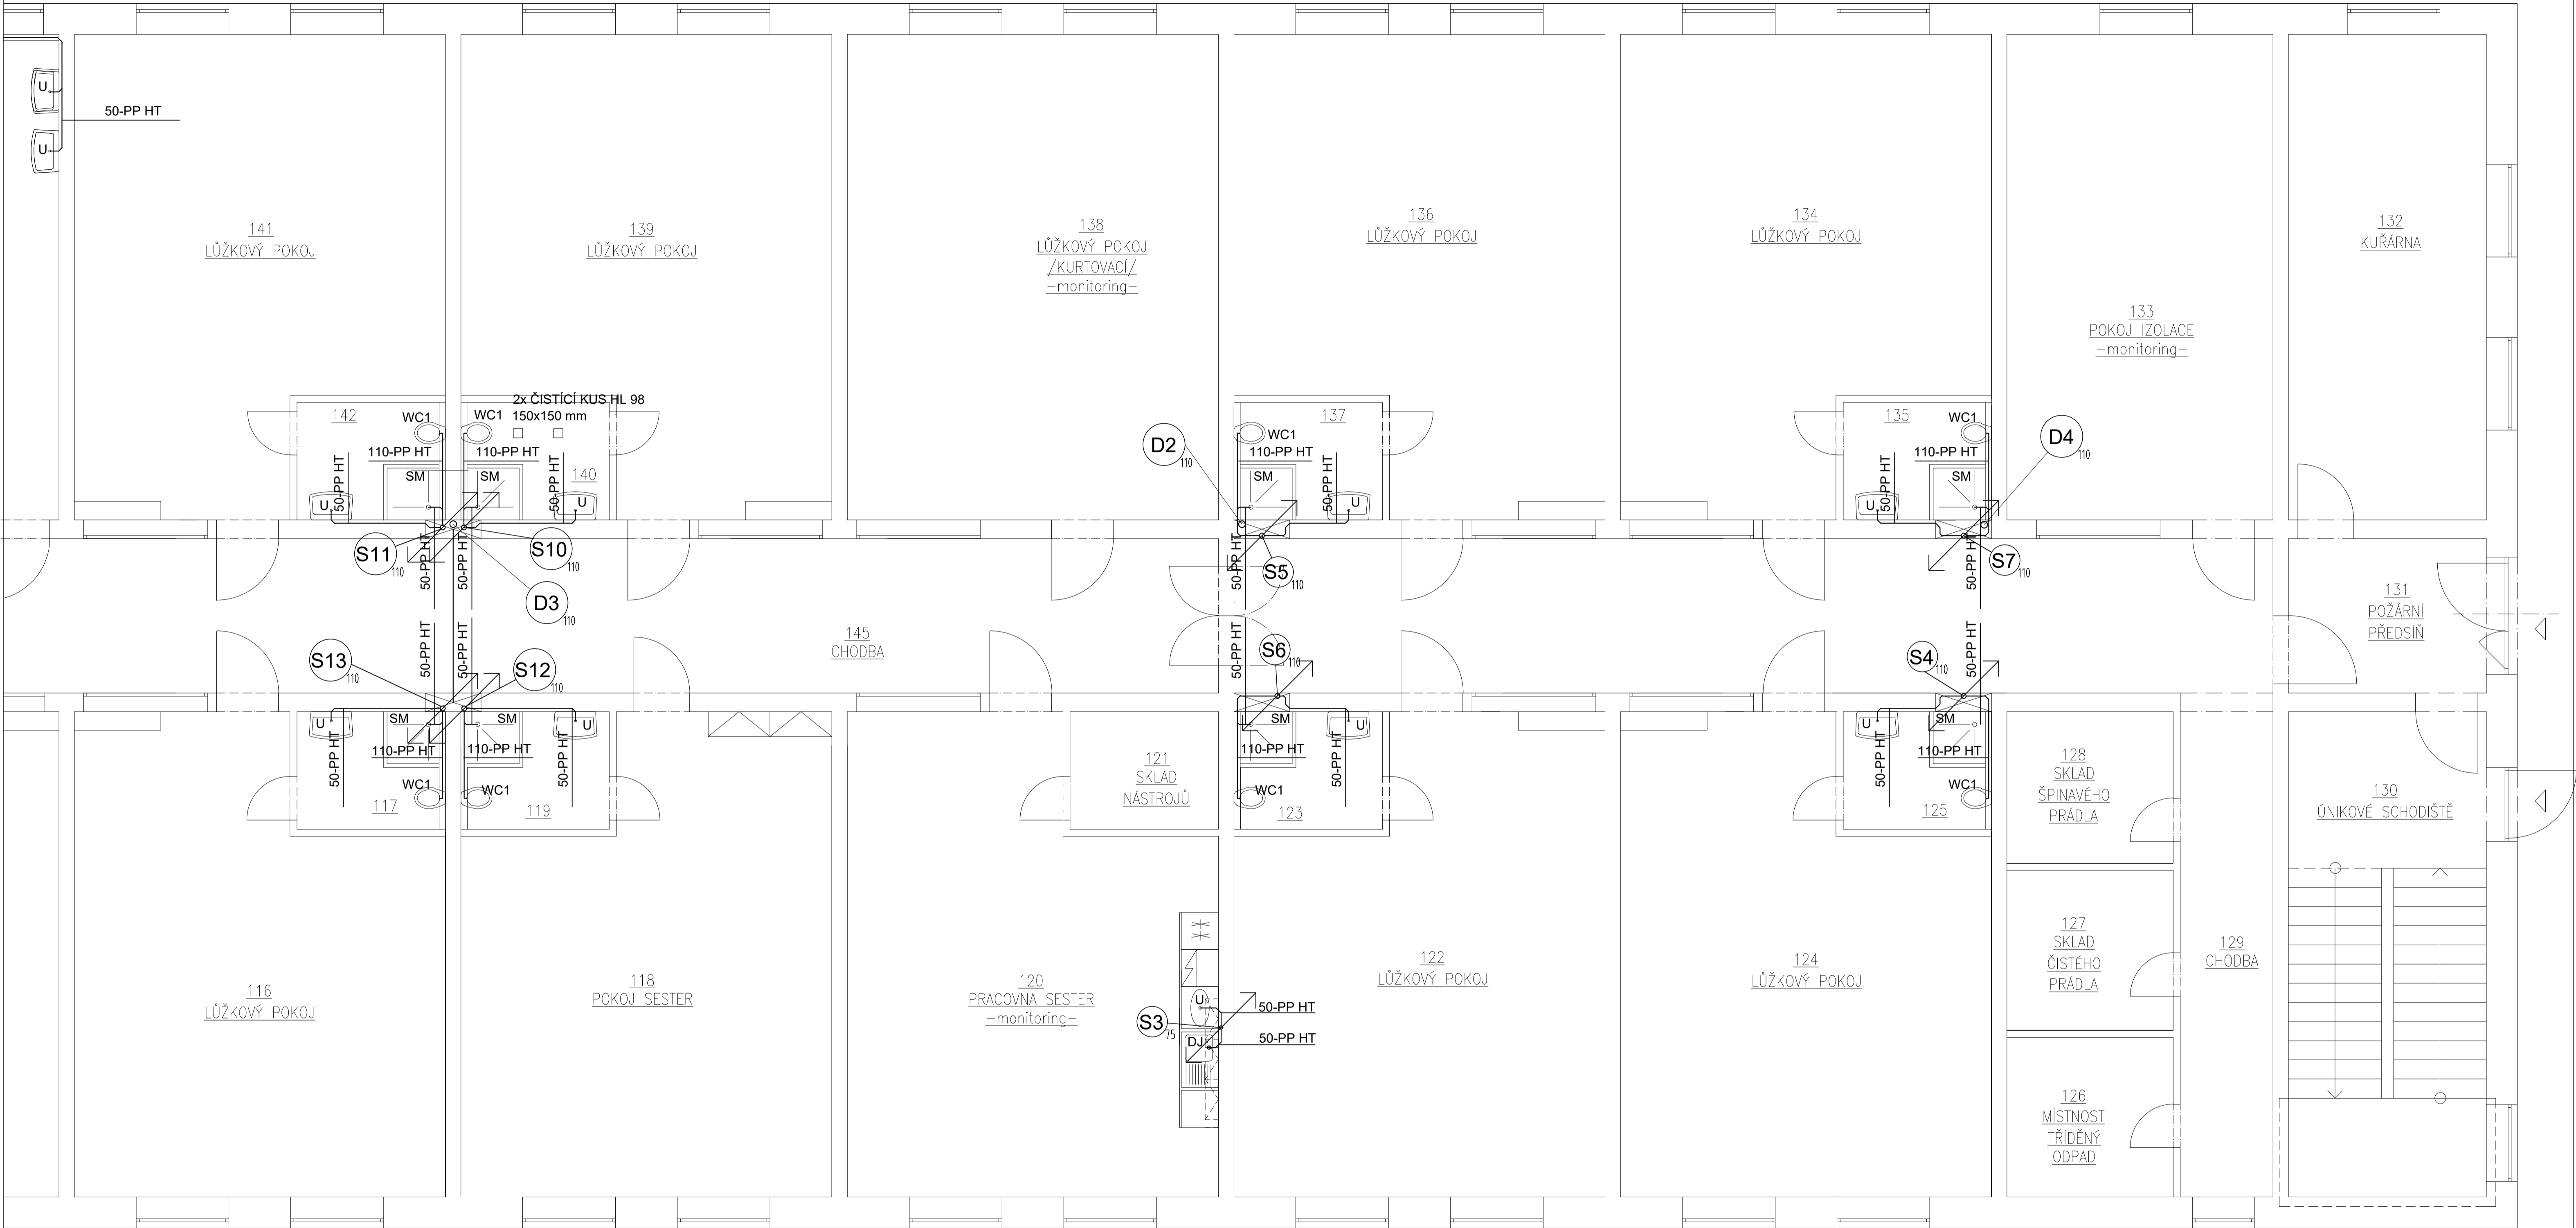 U
50-PP HT
U
141
LŮŽKOVÝ POKOJ
139
LŮŽKOVÝ POKOJ
138
LŮŽKOVÝ POKOJ
/KURTOVACÍ/
-monitoring-
136
LŮŽKOVÝ POKOJ
134
LŮŽKOVÝ POKOJ
133
POKOJ IZOLACE
-monitoring-
132
KUŘÁRNA
142
WC1
110-PP HT
SM
50-PP HT
U
2x ČISTÍCÍ KUS HL 98
150x150 mm
WC1
110-PP HT
SM
50-PP HT
140
U
D2
110
137
WC1
110-PP HT
SM
50-PP HT
U
135
WC1
110-PP HT
SM
50-PP HT
U
D4
110
S11
110
50-PP HT
50-PP HT
S10
110
D3
110
50-PP HT
S5
110
S7
110
50-PP HT
131
POŽÁRNÍ
PŘEDSÍŇ
145
CHODBA
S13
110
50-PP HT
50-PP HT
S12
110
50-PP HT
S6
110
S4
110
50-PP HT
U
SM
50-PP HT
110-PP HT
WC1
117
SM
U
110-PP HT
50-PP HT
WC1
119
121
SKLAD
NÁSTROJŮ
SM
U
110-PP HT
50-PP HT
WC1
123
U
SM
50-PP HT
110-PP HT
WC1
125
128
SKLAD
ŠPINAVÉHO
PRÁDLA
130
ÚNIKOVÉ SCHODIŠTĚ
116
LŮŽKOVÝ POKOJ
118
POKOJ SESTER
120
PRACOVNA SESTER
-monitoring-
U
50-PP HT
S3
75
DJ
50-PP HT
122
LŮŽKOVÝ POKOJ
124
LŮŽKOVÝ POKOJ
127
SKLAD
ČISTÉHO
PRÁDLA
129
CHODBA
126
MÍSTNOST
TŘÍDĚNÝ
ODPAD